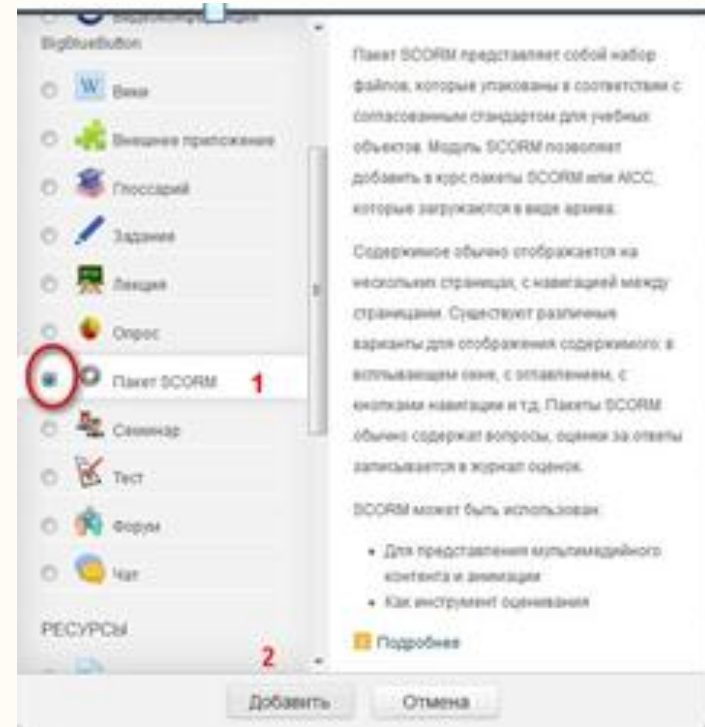 BigBlueButton
Вики
Внешнее приложение
Глоссарий
Задание
Лекция
Опрос
Пакет SCORM 1
Семинар
Тест
Форум
Чат
РЕСУРСЫ
2
Пакет SCORM представляет собой набор
файлов, которые упакованы в соответствии с
согласованным стандартом для учебных
объектов. Модуль SCORM позволяет
добавить в курс пакеты SCORM или AICC,
которые загружаются в виде архива.
Содержимое обычно отображается на
нескольких страницах, с навигацией между
страницами. Существуют различные
варианты для отображения содержимого: в
всплывающем окне, с оглавлением, с
кнопками навигации и т.д. Пакеты SCORM
обычно содержат вопросы, оценки за ответы
записывается в журнал оценок.
SCORM может быть использован:
• Для представления мультимедийного
контента и анимации
• Как инструмент оценивания
Подробнее
Добавить Отмена